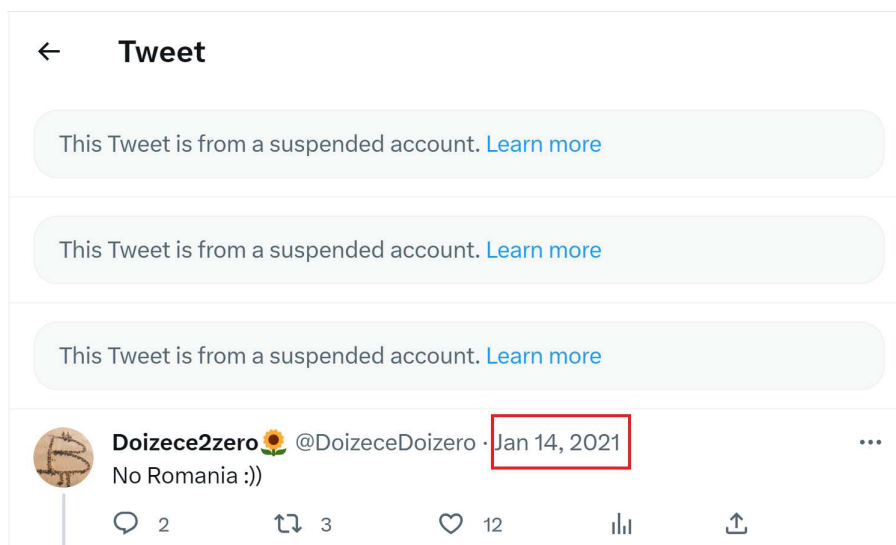 Tweet
This Tweet is from a suspended account. Learn more
This Tweet is from a suspended account. Learn more
This Tweet is from a suspended account. Learn more
Doizece2zero🌻 @DoizeceDoizero · Jan 14, 2021
No Romania :))
2 3 12